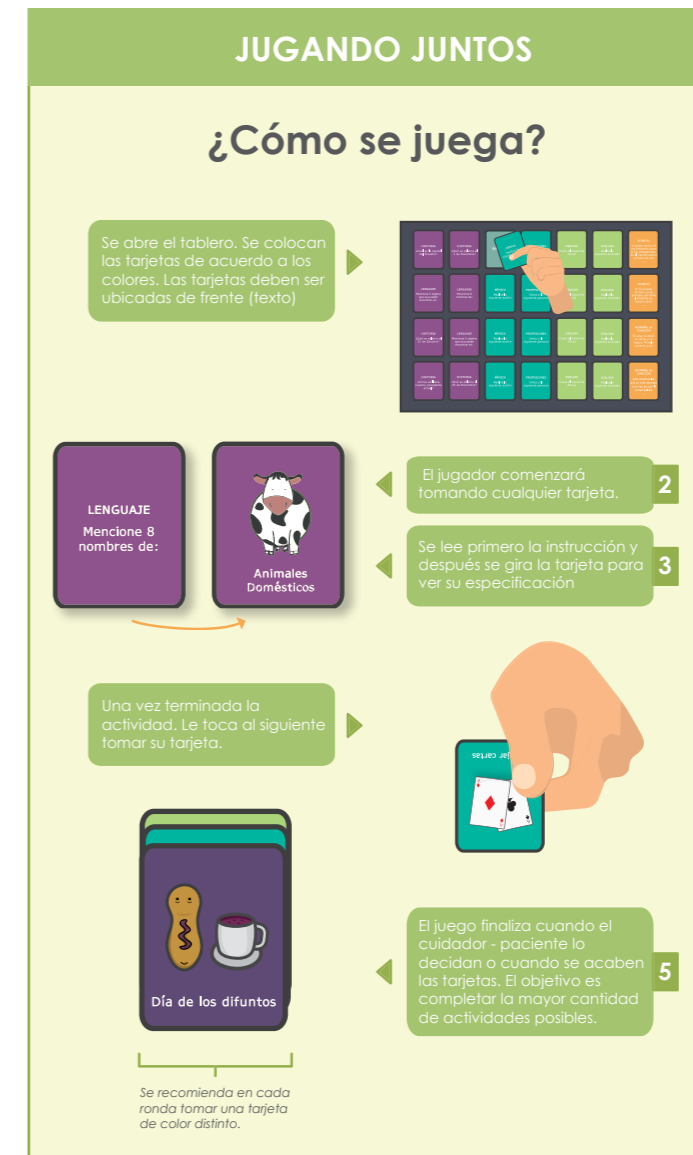 JUGANDO JUNTOS
¿Cómo se juega?
Se abre el tablero. Se colocan
las tarjetas de acuerdo a los
colores. Las tarjetas deben ser
ubicadas de frente (texto)
LENGUAJE
Mencione 8
nombres de:
Animales
Domésticos
El jugador comenzará
tomando cualquier tarjeta.
2
Se lee primero la instrucción y
después se gira la tarjeta para
ver su especificación
3
Una vez terminada la
actividad. Le toca al siguiente
tomar su tarjeta.
cartas
Día de los difuntos
El juego finaliza cuando el
cuidador - paciente lo
decidan o cuando se acaben
las tarjetas. El objetivo es
completar la mayor cantidad
de actividades posibles.
5
Se recomienda en cada
ronda tomar una tarjeta
de color distinto.